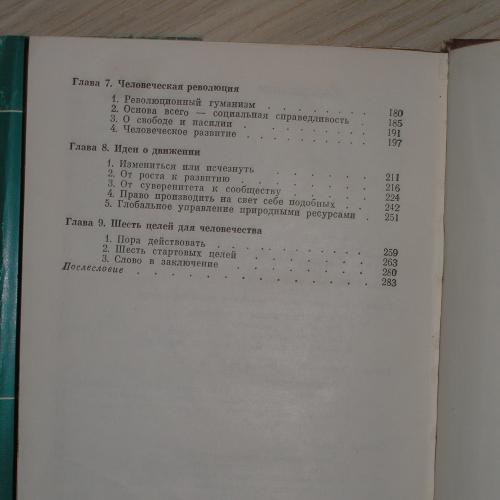 Глава 7. Человеческая революция
1. Революционный гуманизм . . . . . . . 180
2. Основа всего — социальная справедливость . 185
3. О свободе и насилии . . . . . . . . 191
4. Человеческое развитие . . . . . . . . 197
Глава 8. Идеи о движении
1. Измениться или исчезнуть . . . . . . . 211
2. От роста к развитию . . . . . . . . 216
3. От суверенитета к сообществу . . . . . . 224
4. Право производить на свет себе подобных . . 242
5. Глобальное управление природными ресурсами . 251
Глава 9. Шесть целей для человечества
1. Пора действовать . . . . . . . . . 259
2. Шесть стартовых целей . . . . . . . . 263
3. Слово в заключение . . . . . . . . 280
Послесловие . . . . . . . . . . . 283